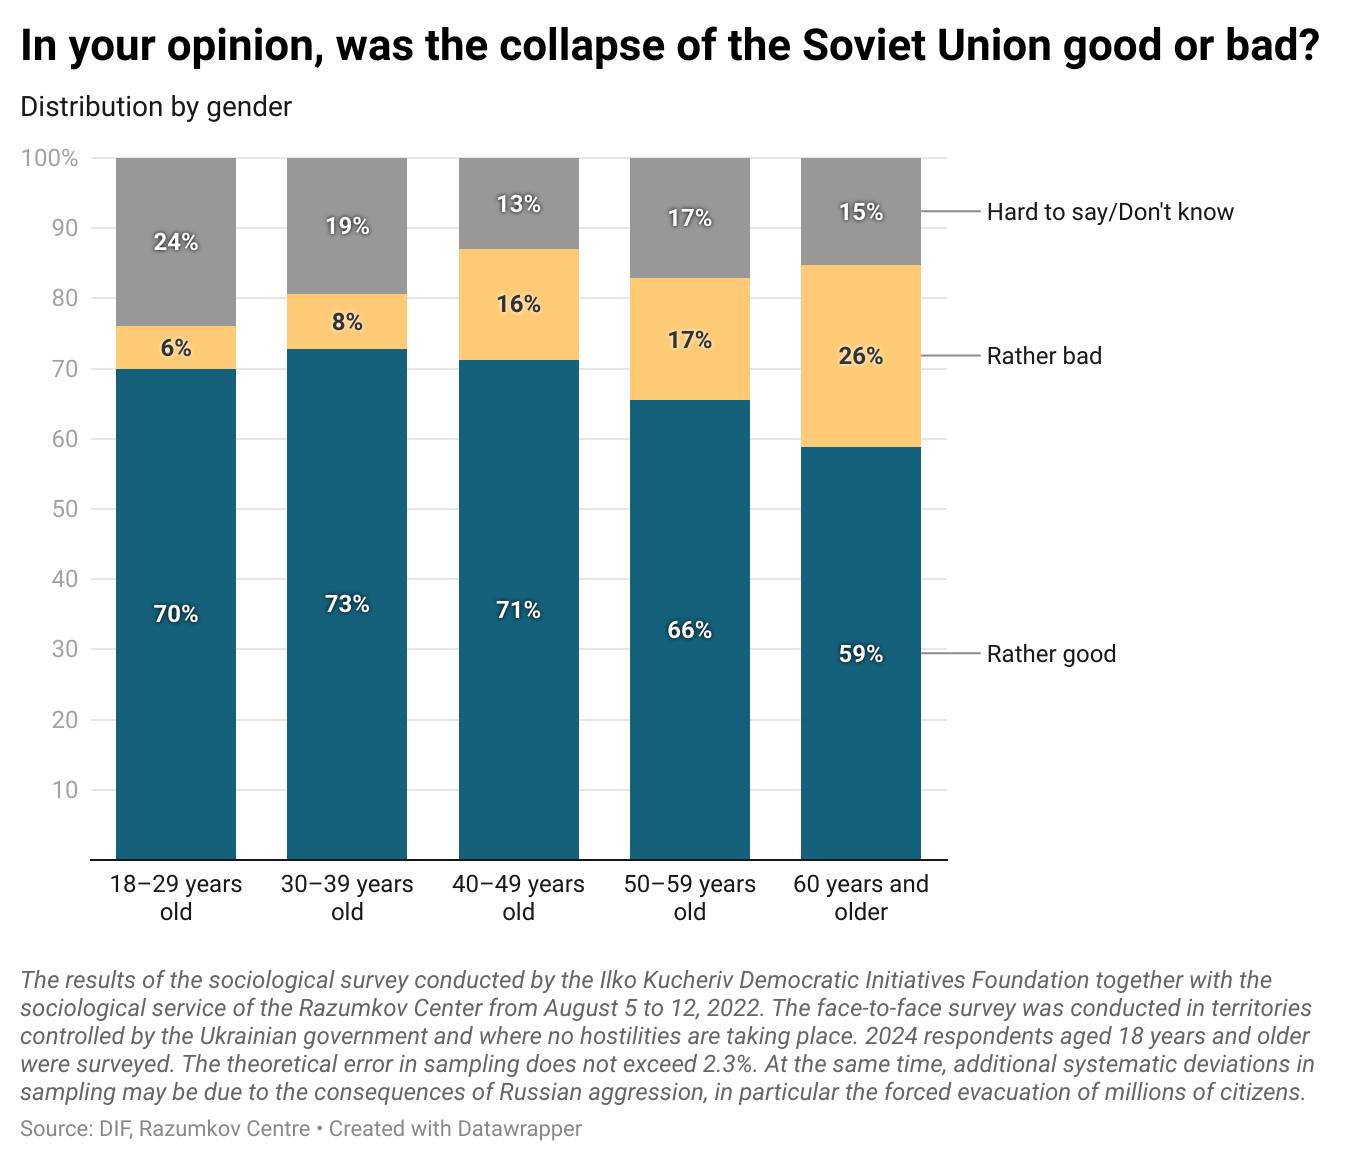 In your opinion, was the collapse of the Soviet Union good or bad?
Distribution by gender
100%
90
80
70
60
50
40
30
20
10
24%
6%
70%
19%
8%
73%
13%
16%
71%
17%
17%
66%
15%
26%
59%
Hard to say/Don't know
Rather bad
Rather good
18–29 years
old
30–39 years
old
40–49 years
old
50–59 years
old
60 years and
older
The results of the sociological survey conducted by the Ilko Kucheriv Democratic Initiatives Foundation together with the
sociological service of the Razumkov Center from August 5 to 12, 2022. The face-to-face survey was conducted in territories
controlled by the Ukrainian government and where no hostilities are taking place. 2024 respondents aged 18 years and older
were surveyed. The theoretical error in sampling does not exceed 2.3%. At the same time, additional systematic deviations in
sampling may be due to the consequences of Russian aggression, in particular the forced evacuation of millions of citizens.
Source: DIF, Razumkov Centre • Created with Datawrapper